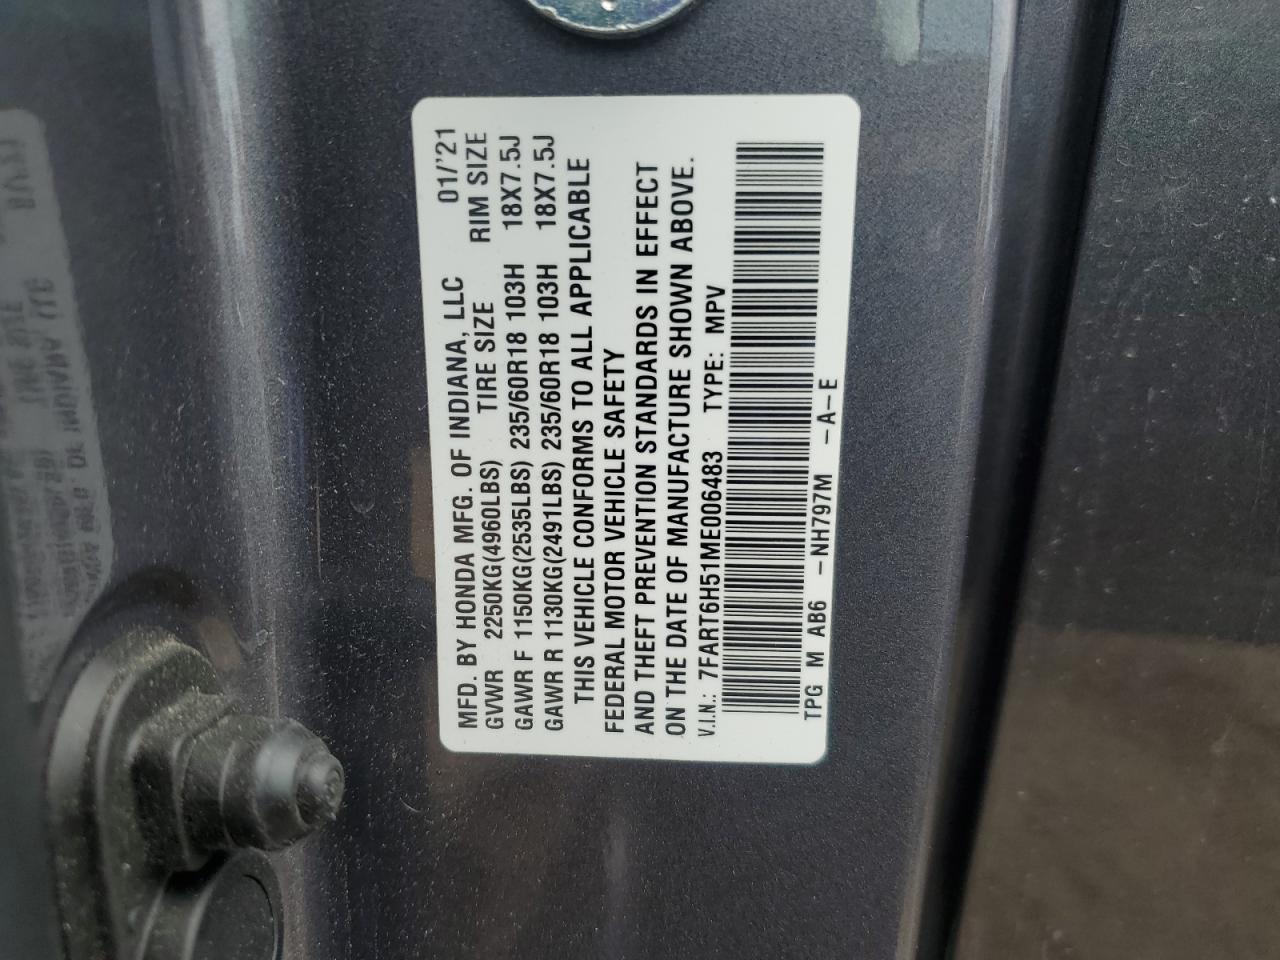 MFD. BY HONDA MFG. OF INDIANA, LLC 01/'21
GVWR 2250KG(4960LBS) TIRE SIZE RIM SIZE
GAWR F 1150KG(2535LBS) 235/60R18 103H 18X7.5J
GAWR R 1130KG(2491LBS) 235/60R18 103H 18X7.5J
THIS VEHICLE CONFORMS TO ALL APPLICABLE
FEDERAL MOTOR VEHICLE SAFETY
AND THEFT PREVENTION STANDARDS IN EFFECT
ON THE DATE OF MANUFACTURE SHOWN ABOVE.
V.I.N.: 7FART6H51ME006483 TYPE: MPV
TPG M AB6 -NH797M -A-E